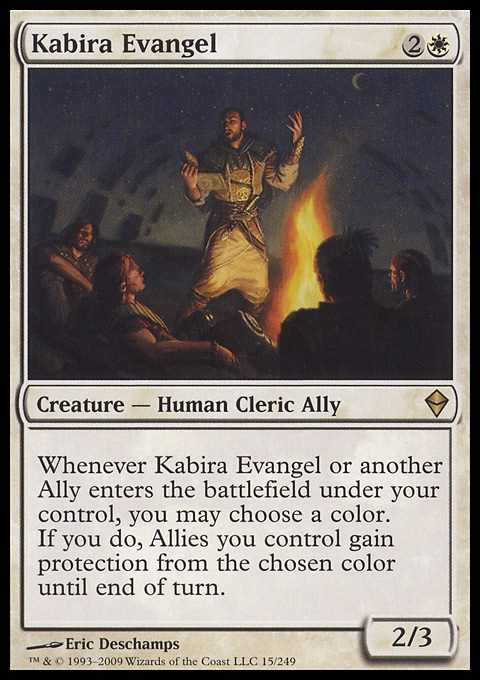 Kabira Evangel 2
Creature — Human Cleric Ally
Whenever Kabira Evangel or another
Ally enters the battlefield under your
control, you may choose a color.
If you do, Allies you control gain
protection from the chosen color
until end of turn.
2/3
Eric Deschamps
™ & © 1993–2009 Wizards of the Coast LLC 15/249